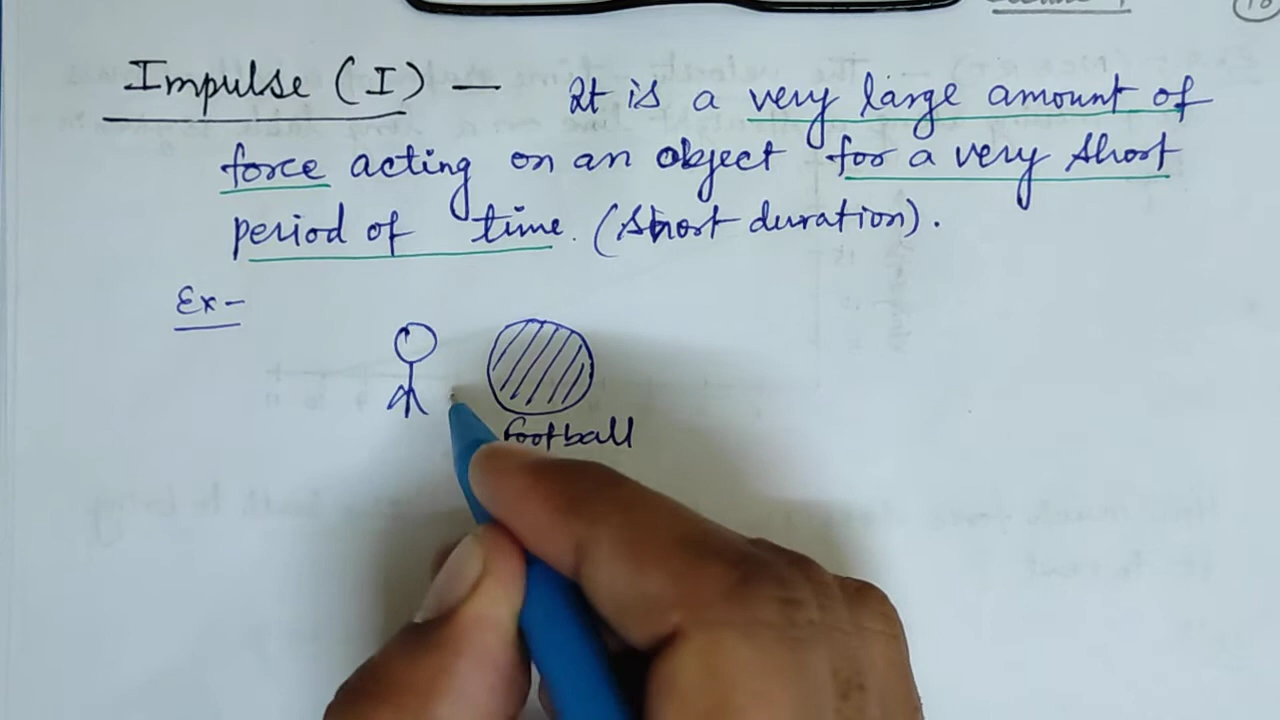 Impulse (I) — It is a very large amount of
force acting on an object for a very short
period of time. (short duration).
Ex-
football